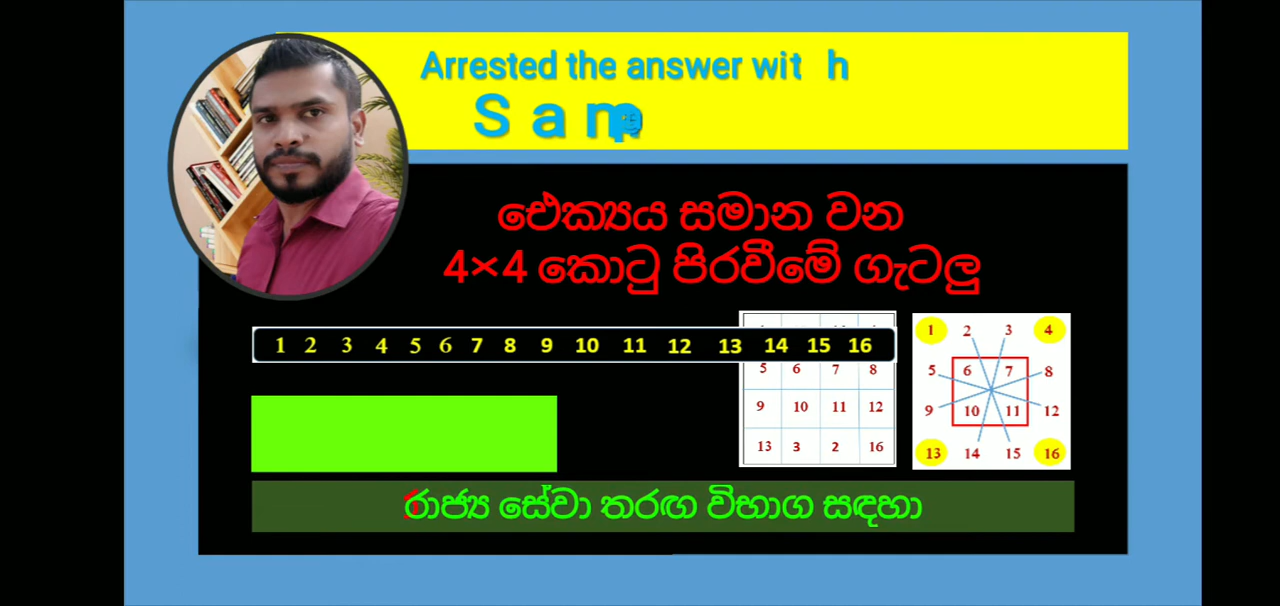 Arrested the answer wit h
S a m
ඓක්‍යය සමාන වන
4×4 කොටු පිරවීමේ ගැටලු
1 2 3 4 5 6 7 8 9 10 11 12 13 14 15 16
5 6 7 8
9 10 11 12
13 3 2 16
1 2 3 4
5 6 7 8
9 10 11 12
13 14 15 16
රාජ්‍ය සේවා තරඟ විභාග සඳහා